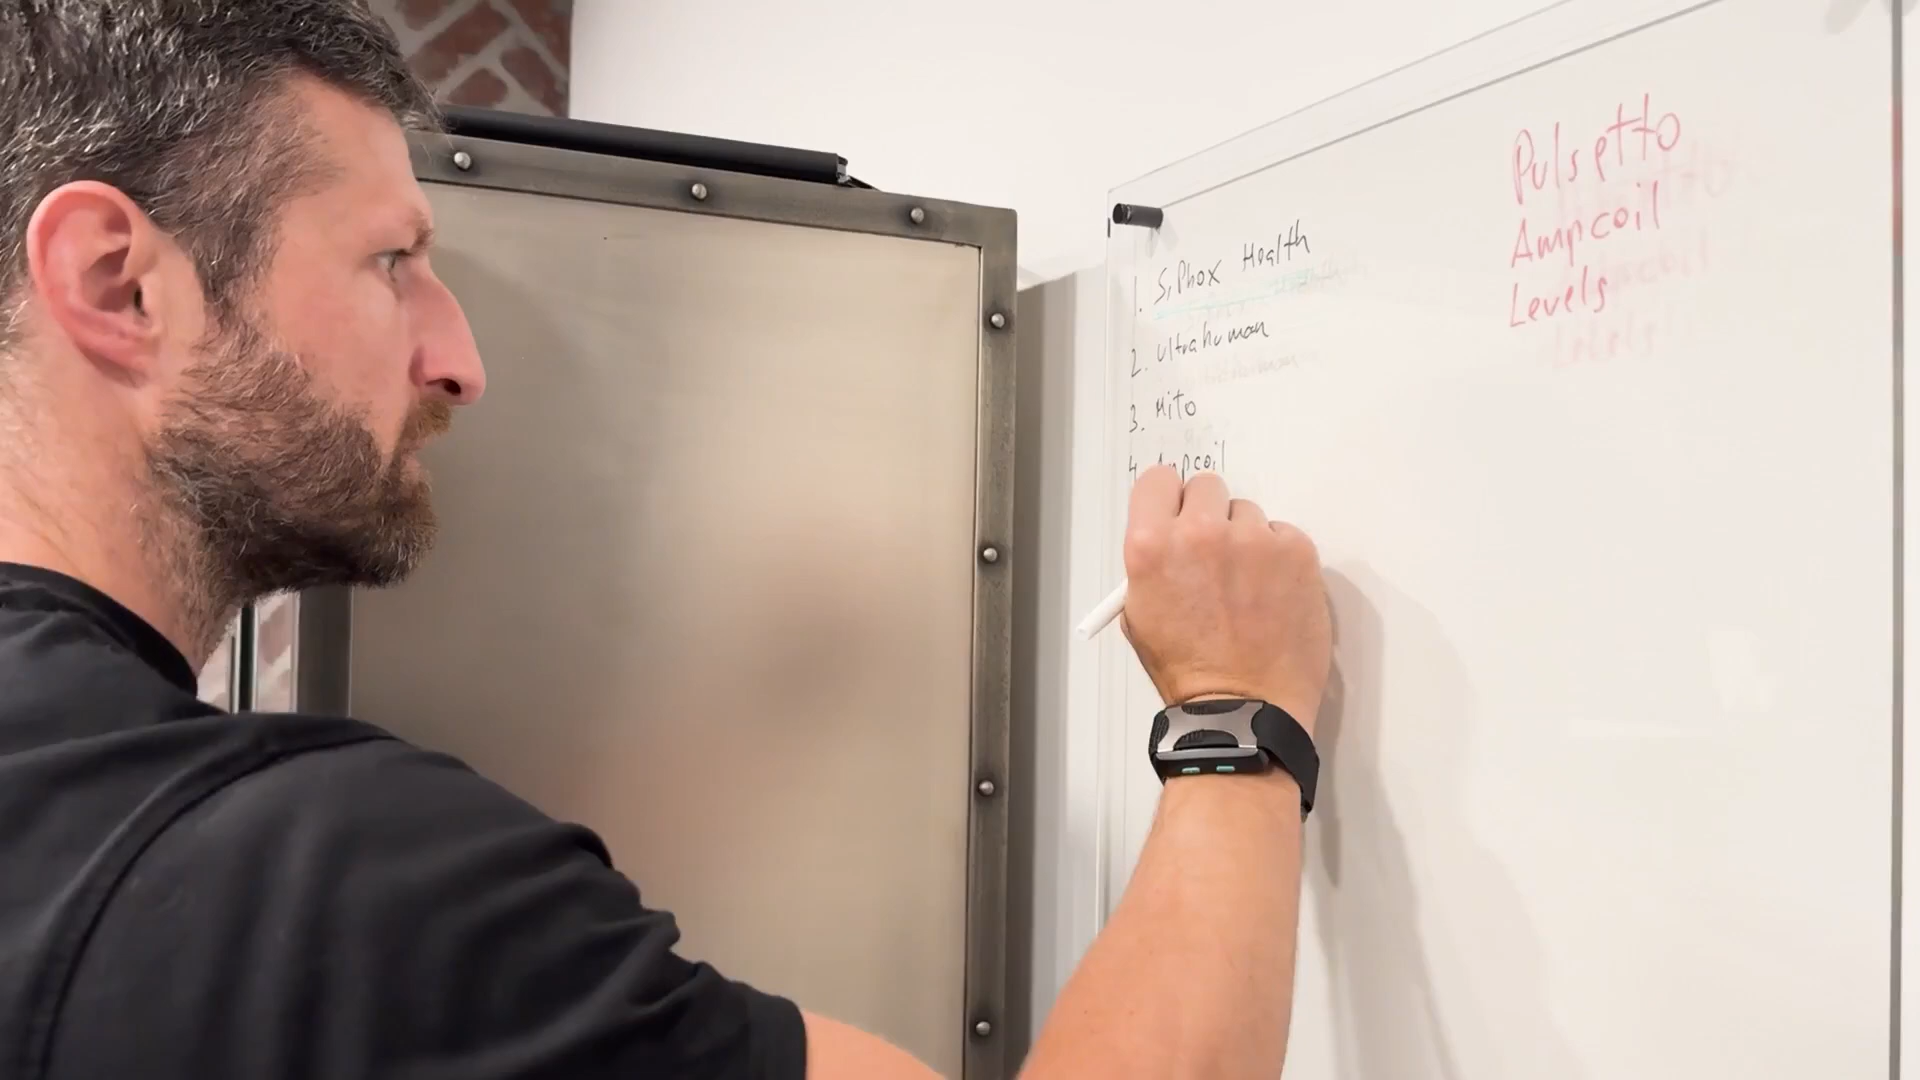 1. SiPhox Health
2. Ultrahuman
3. Mito
4. Ampcoil
Pulsetto
Ampcoil
Levels